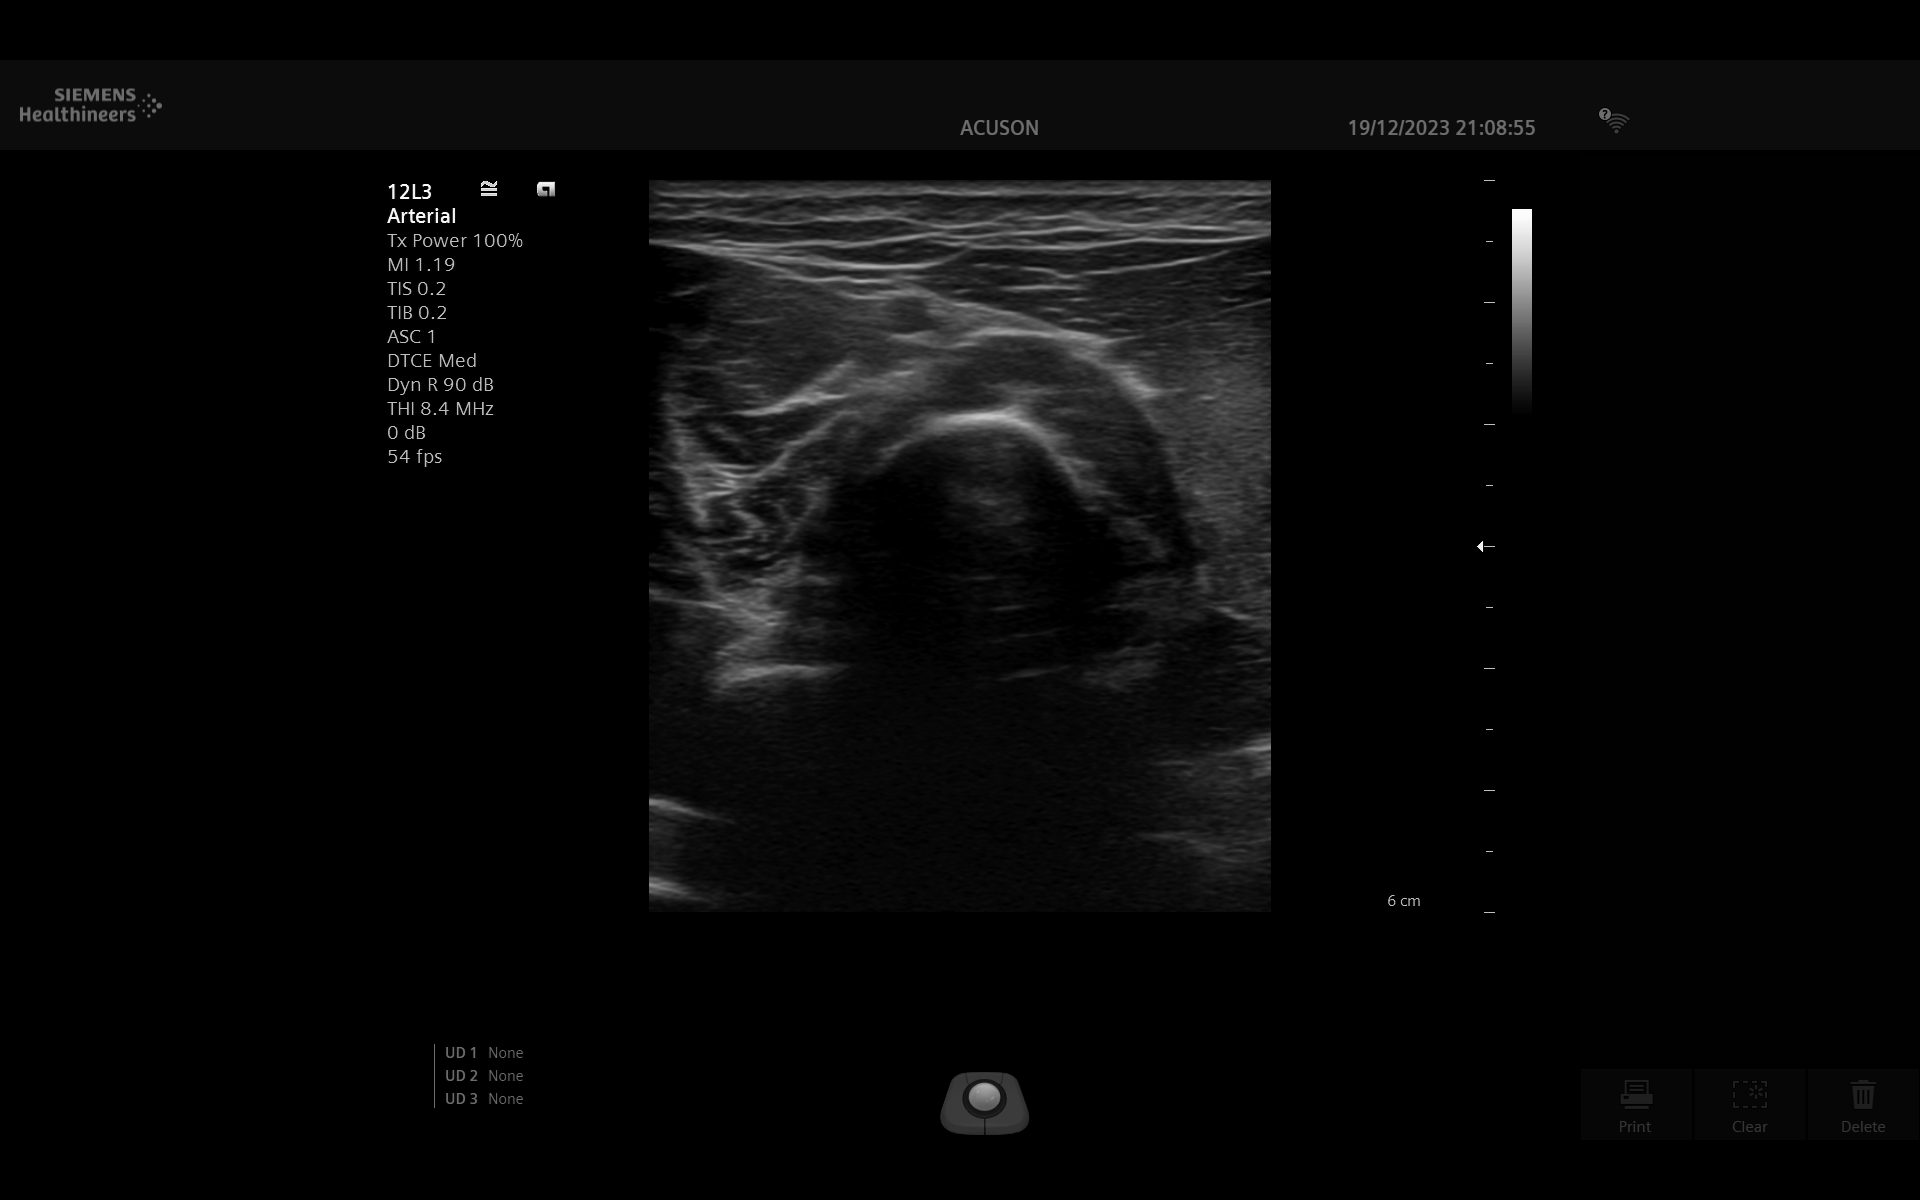 SIEMENS
Healthineers
ACUSON
19/12/2023 21:08:55
12L3
Arterial
Tx Power 100%
MI 1.19
TIS 0.2
TIB 0.2
ASC 1
DTCE Med
Dyn R 90 dB
THI 8.4 MHz
0 dB
54 fps
6 cm
UD 1 None
UD 2 None
UD 3 None
Print Clear Delete